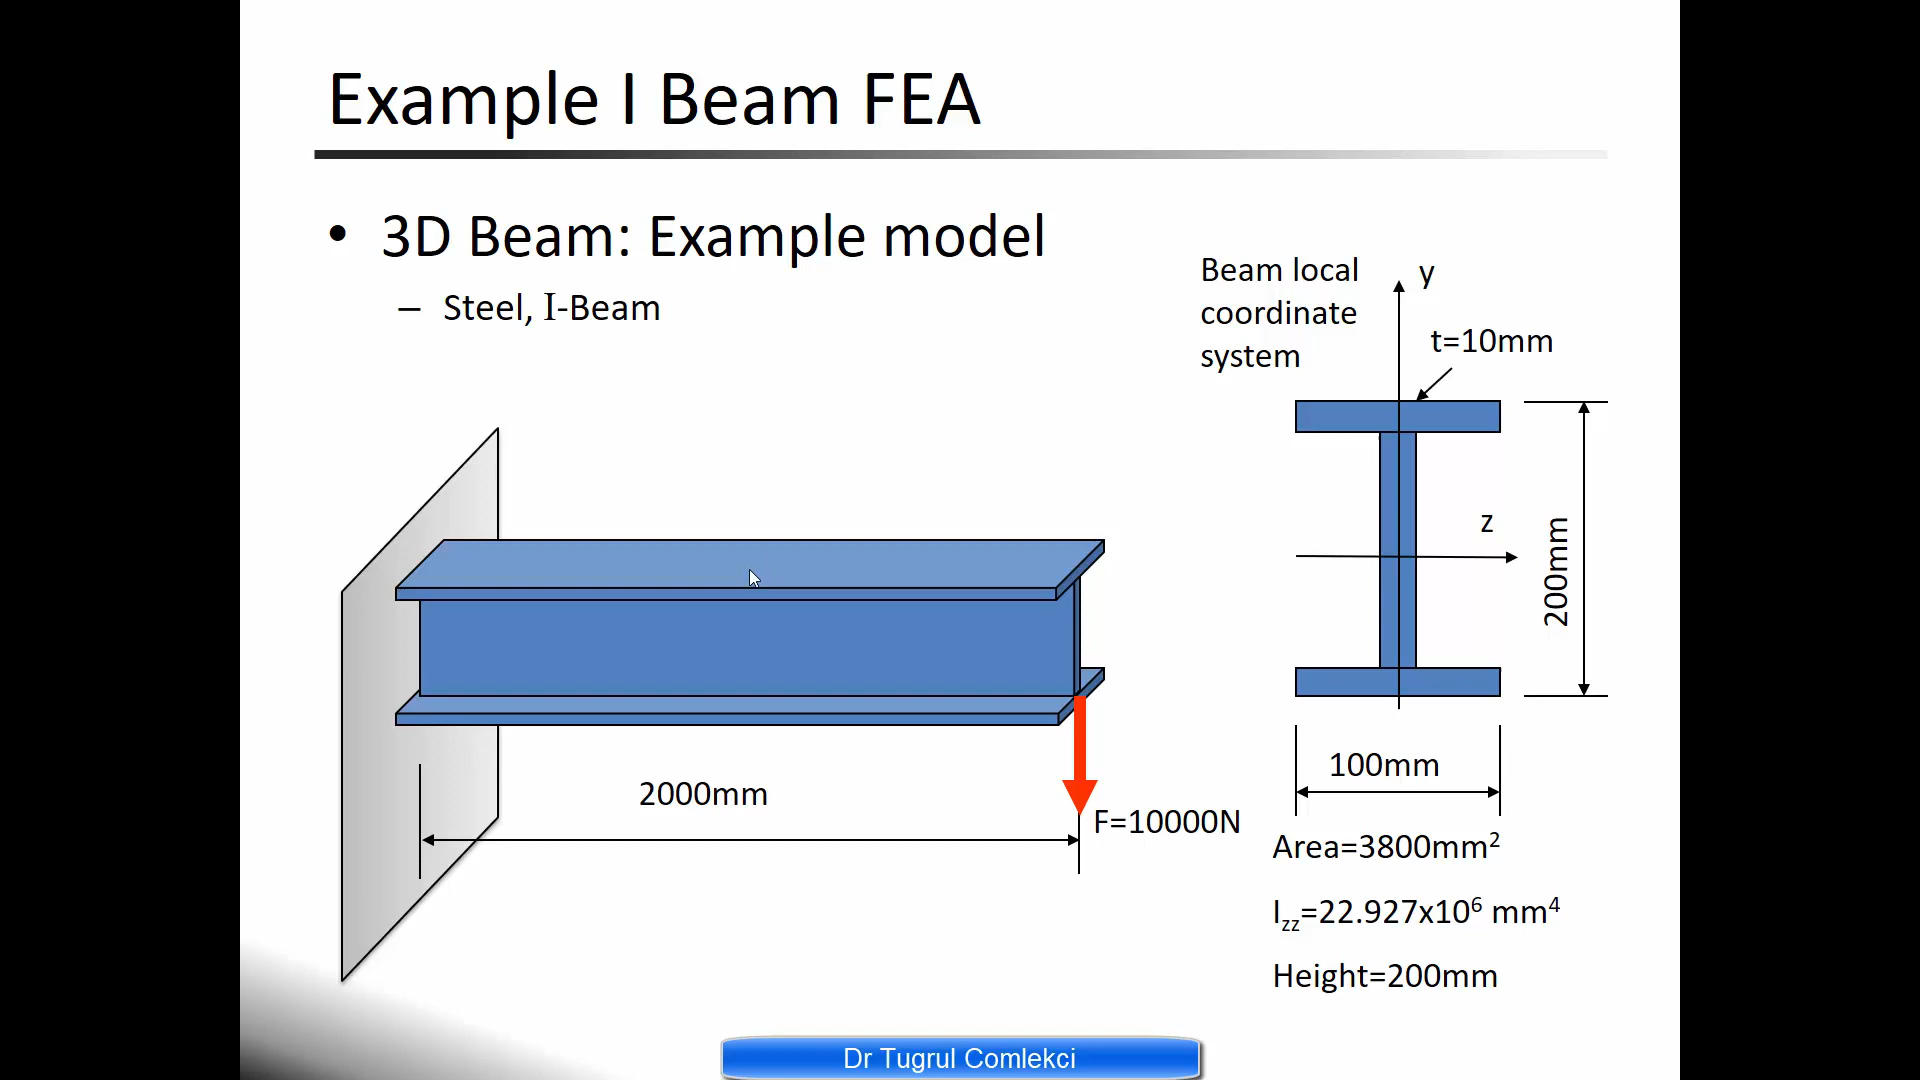 Example I Beam FEA
• 3D Beam: Example model
– Steel, I-Beam
Beam local
coordinate
system
y
t=10mm
z
200mm
100mm
2000mm
F=10000N
Area=3800mm²
Izz=22.927x10⁶ mm⁴
Height=200mm
Dr Tugrul Comlekci